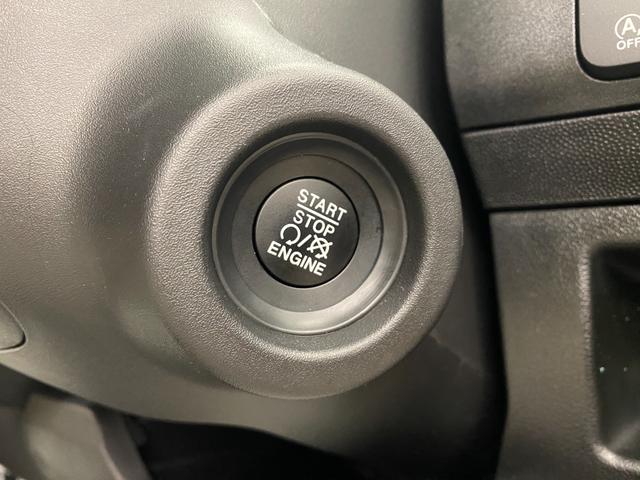 START
STOP
/
ENGINE
A
OFF